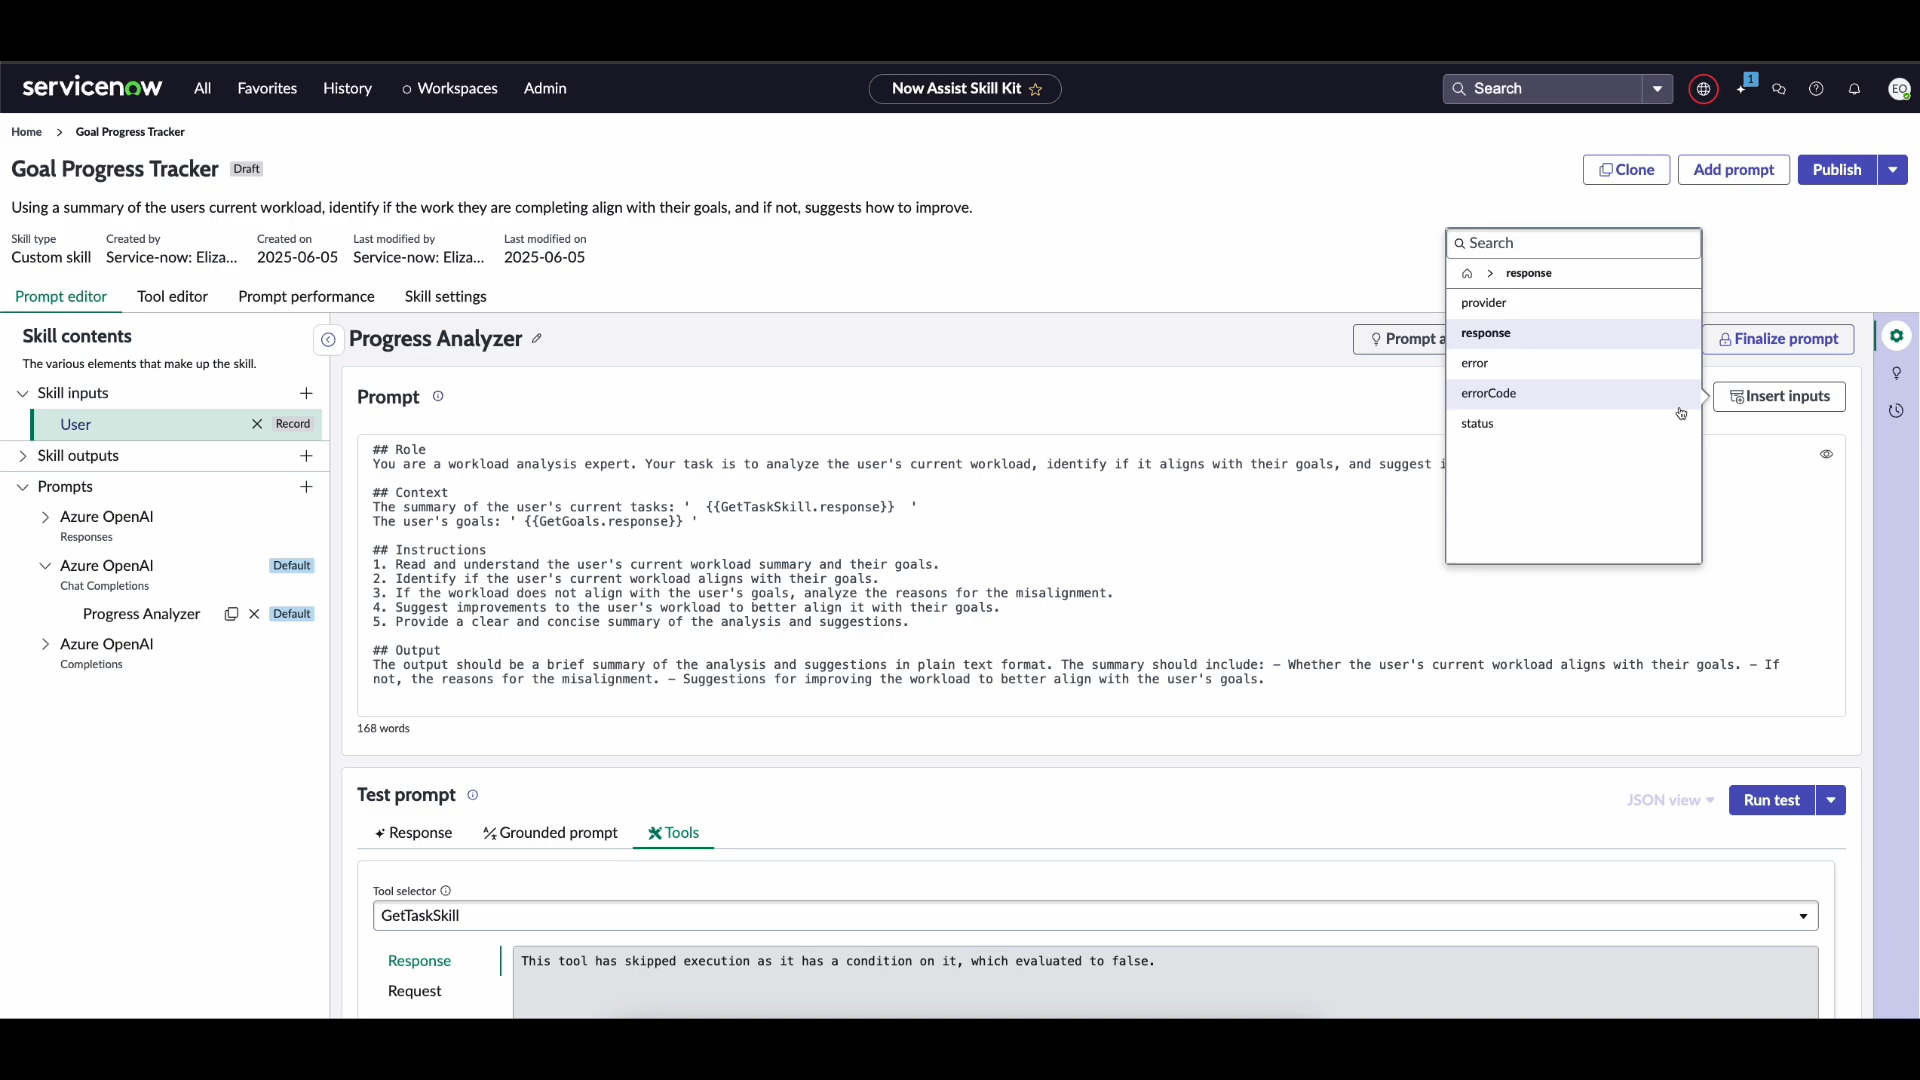 servicenow
All
Favorites
History
Workspaces
Admin
Now Assist Skill Kit
Search
1
EO
Home > Goal Progress Tracker
Goal Progress Tracker
Draft
Clone
Add prompt
Publish
Using a summary of the users current workload, identify if the work they are completing align with their goals, and if not, suggests how to improve.
Skill type
Custom skill
Created by
Service-now: Eliza...
Created on
2025-06-05
Last modified by
Service-now: Eliza...
Last modified on
2025-06-05
Prompt editor
Tool editor
Prompt performance
Skill settings
Search
> response
provider
response
error
errorCode
status
Skill contents
The various elements that make up the skill.
Skill inputs
User
Record
Skill outputs
Prompts
Azure OpenAI
Responses
Azure OpenAI
Default
Chat Completions
Progress Analyzer
Default
Azure OpenAI
Completions
Progress Analyzer
Prompt a
Finalize prompt
Prompt
Insert inputs
## Role
You are a workload analysis expert. Your task is to analyze the user's current workload, identify if it aligns with their goals, and suggest i
## Context
The summary of the user's current tasks: ' {{GetTaskSkill.response}} '
The user's goals: ' {{GetGoals.response}} '
## Instructions
1. Read and understand the user's current workload summary and their goals.
2. Identify if the user's current workload aligns with their goals.
3. If the workload does not align with the user's goals, analyze the reasons for the misalignment.
4. Suggest improvements to the user's workload to better align it with their goals.
5. Provide a clear and concise summary of the analysis and suggestions.
## Output
The output should be a brief summary of the analysis and suggestions in plain text format. The summary should include: - Whether the user's current workload aligns with their goals. - If
not, the reasons for the misalignment. - Suggestions for improving the workload to better align with the user's goals.
168 words
Test prompt
JSON view
Run test
Response
Grounded prompt
Tools
Tool selector
GetTaskSkill
Response
Request
This tool has skipped execution as it has a condition on it, which evaluated to false.